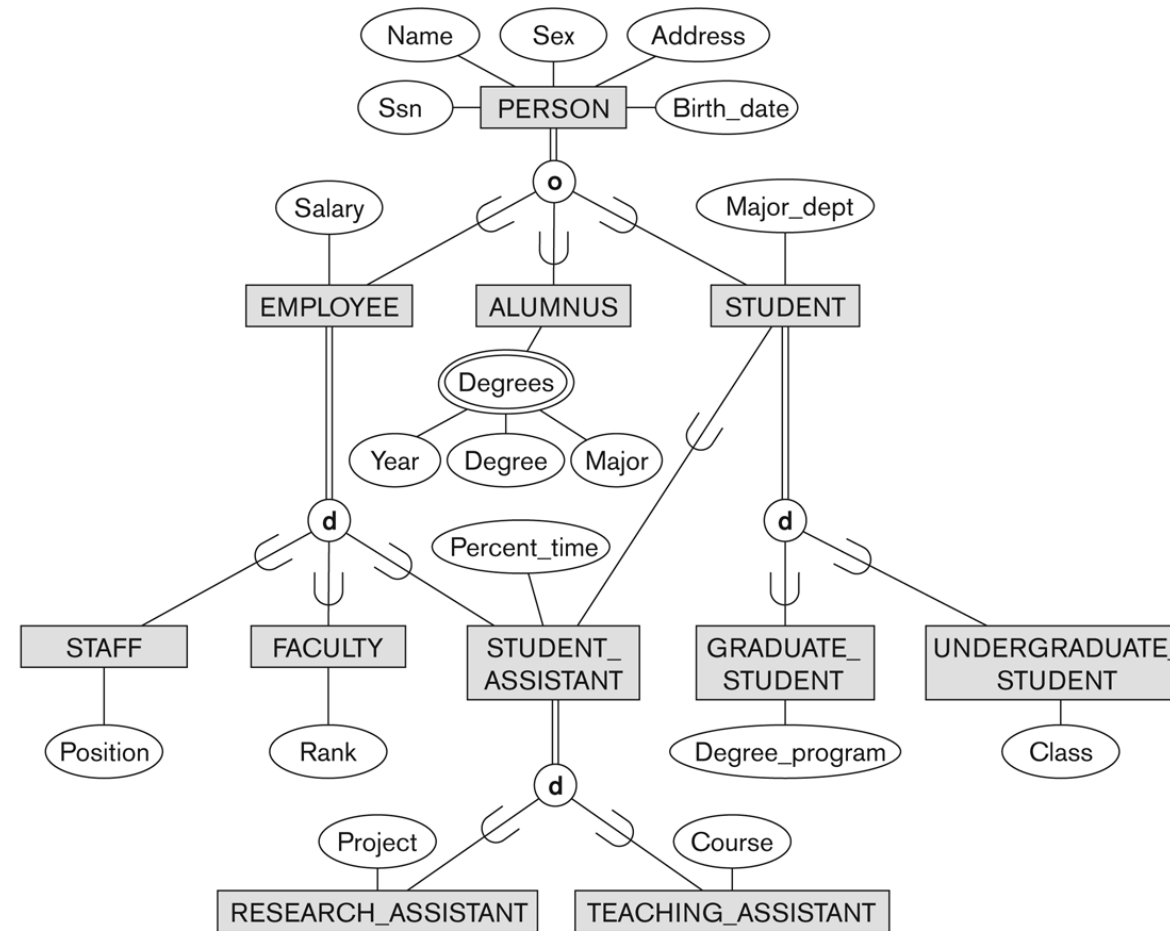 Name
Sex
Address
Ssn
PERSON
Birth_date
o
Salary
Major_dept
EMPLOYEE
ALUMNUS
STUDENT
Degrees
Year
Degree
Major
d
d
Percent_time
STAFF
FACULTY
STUDENT_
ASSISTANT
GRADUATE_
STUDENT
UNDERGRADUATE_
STUDENT
Position
Rank
Degree_program
Class
d
Project
Course
RESEARCH_ASSISTANT
TEACHING_ASSISTANT